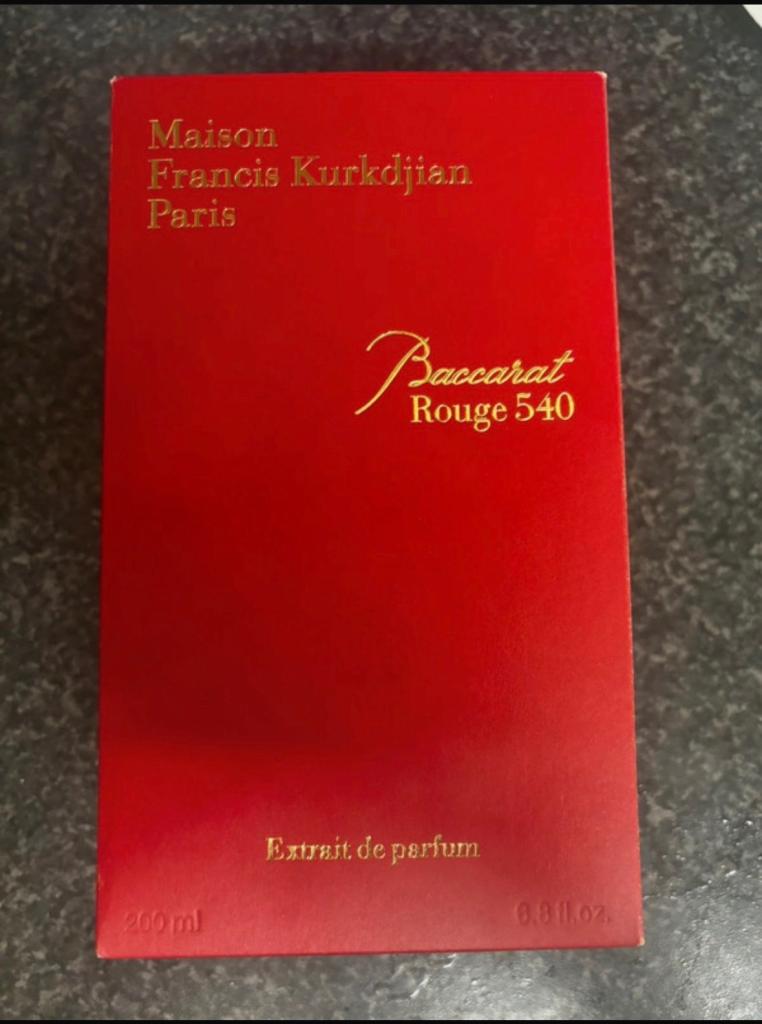 Maison
Francis Kurkdjian
Paris
Baccarat
Rouge 540
Extrait de parfum
200 ml
6.8 fl.oz.